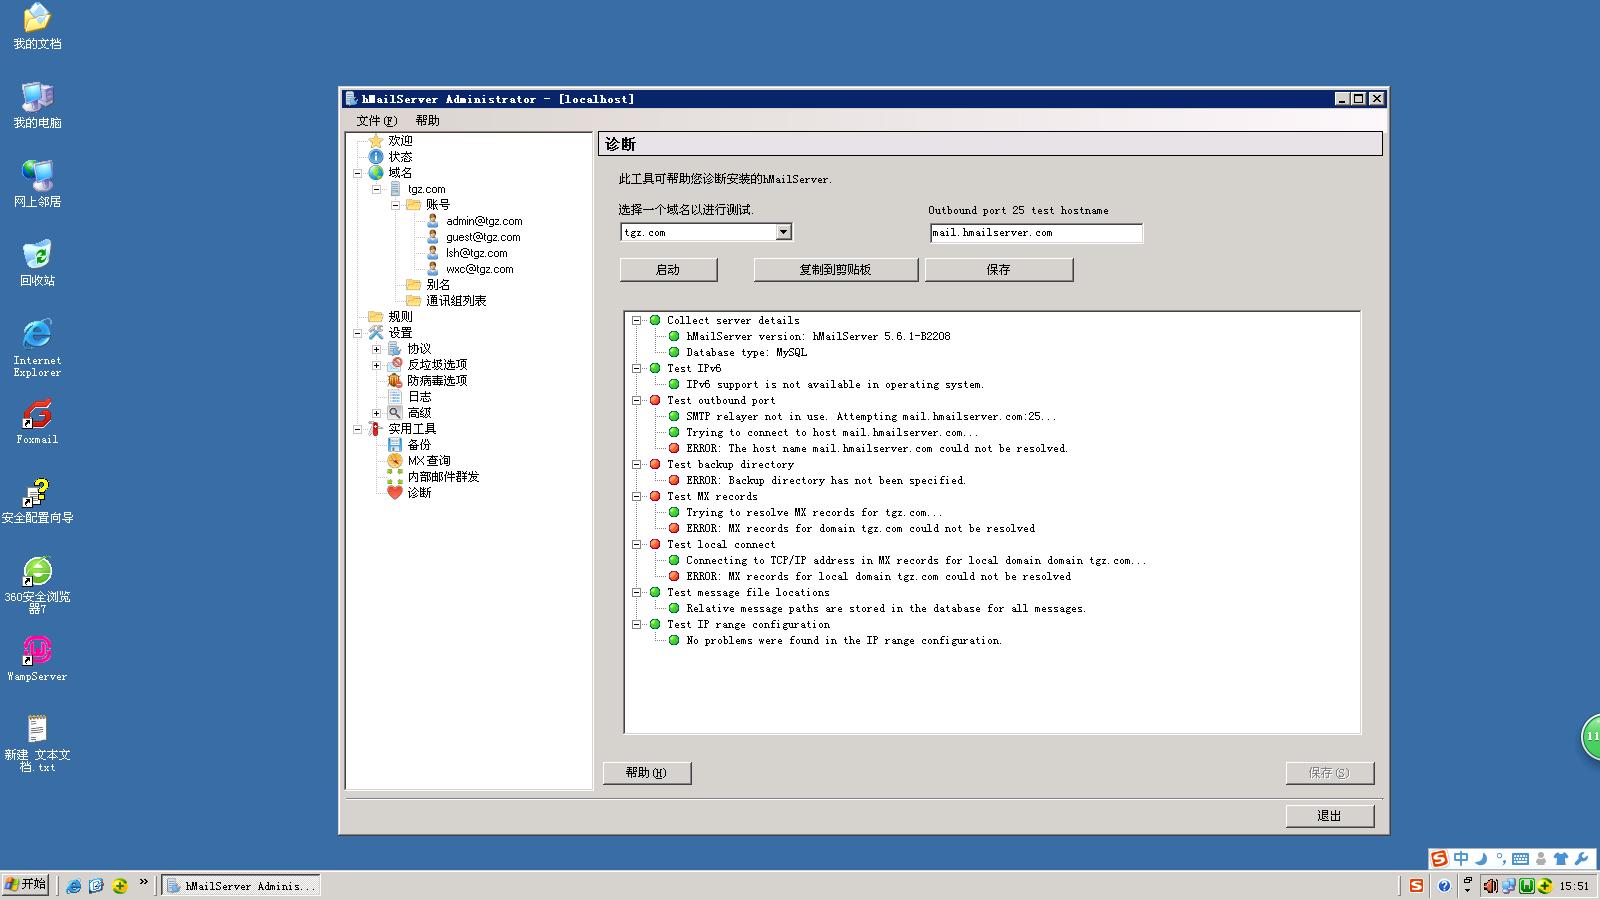 我的文档
我的电脑
网上邻居
回收站
Internet
Explorer
Foxmail
安全配置向导
360安全浏览
器7
WampServer
新建 文本文
档.txt
hMailServer Administrator - [localhost]
文件(F) 帮助
欢迎
状态
域名
tgz.com
账号
admin@tgz.com
guest@tgz.com
lsh@tgz.com
wxc@tgz.com
别名
通讯组列表
规则
设置
协议
反垃圾选项
防病毒选项
日志
高级
实用工具
备份
MX查询
内部邮件群发
诊断
诊断
此工具可帮助您诊断安装的hMailServer.
选择一个域名以进行测试.
Outbound port 25 test hostname
tgz.com
mail.hmailserver.com
启动
复制到剪贴板
保存
Collect server details
hMailServer version: hMailServer 5.6.1-B2208
Database type: MySQL
Test IPv6
IPv6 support is not available in operating system.
Test outbound port
SMTP relayer not in use. Attempting mail.hmailserver.com:25...
Trying to connect to host mail.hmailserver.com...
ERROR: The host name mail.hmailserver.com could not be resolved.
Test backup directory
ERROR: Backup directory has not been specified.
Test MX records
Trying to resolve MX records for tgz.com...
ERROR: MX records for domain tgz.com could not be resolved
Test local connect
Connecting to TCP/IP address in MX records for local domain domain tgz.com...
ERROR: MX records for local domain tgz.com could not be resolved
Test message file locations
Relative message paths are stored in the database for all messages.
Test IP range configuration
No problems were found in the IP range configuration.
帮助(H)
保存(S)
退出
11
中
开始
hMailServer Adminis...
15:51